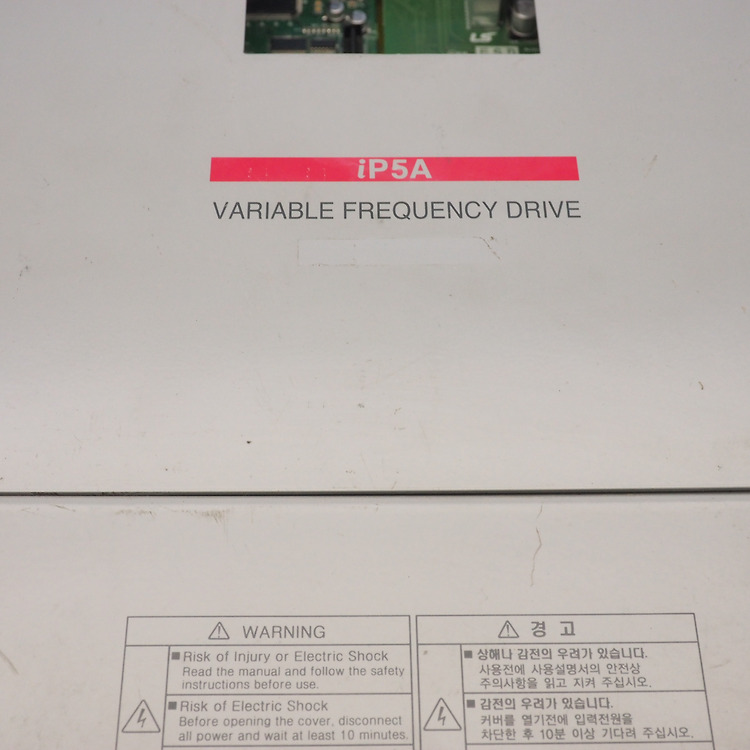 LS
iP5A
VARIABLE FREQUENCY DRIVE
WARNING
■ Risk of Injury or Electric Shock
Read the manual and follow the safety
instructions before use.
■ Risk of Electric Shock
Before opening the cover, disconnect
all power and wait at least 10 minutes.
경 고
■ 상해나 감전의 우려가 있습니다.
사용전에 사용설명서의 안전상
주의사항을 읽고 지켜 주십시오.
■ 감전의 우려가 있습니다.
커버를 열기전에 입력전원을
차단한 후 10분 이상 기다려 주십시오.